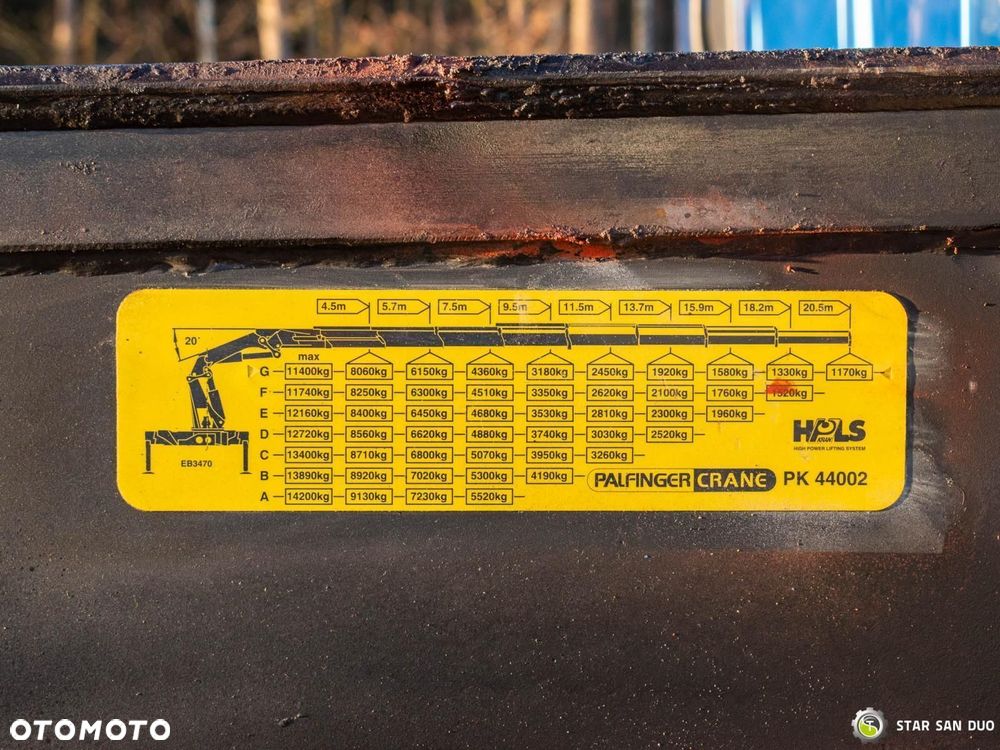 4.5m 5.7m 7.5m 9.5m 11.5m 13.7m 15.9m 18.2m 20.5m
20°
max
G 11400kg 8060kg 6150kg 4360kg 3180kg 2450kg 1920kg 1580kg 1330kg 1170kg
F 11740kg 8250kg 6300kg 4510kg 3350kg 2620kg 2100kg 1760kg 1520kg
E 12160kg 8400kg 6450kg 4680kg 3530kg 2810kg 2300kg 1960kg
D 12720kg 8560kg 6620kg 4880kg 3740kg 3030kg 2520kg
C 13400kg 8710kg 6800kg 5070kg 3950kg 3260kg
B 13890kg 8920kg 7020kg 5300kg 4190kg
A 14200kg 9130kg 7230kg 5520kg
EB3470
HPLS
KRAN
HIGH POWER LIFTING SYSTEM
PALFINGER CRANE PK 44002
OTOMOTO
STAR SAN DUO